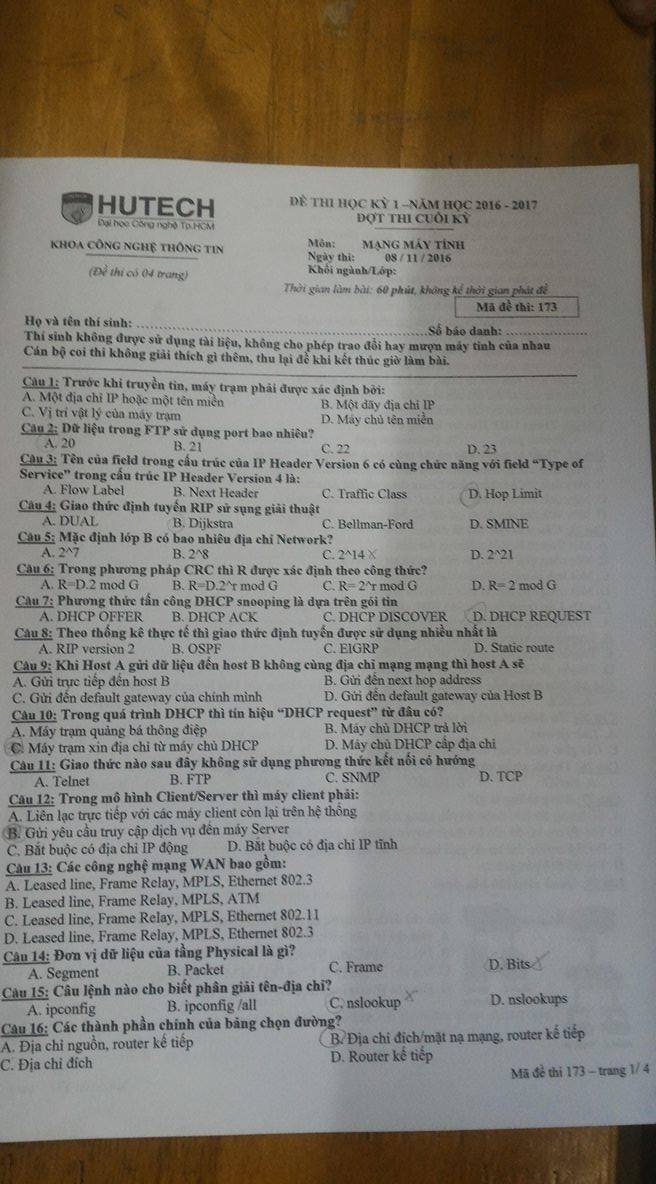 HUTECH
Đại học Công nghệ Tp.HCM
KHOA CÔNG NGHỆ THÔNG TIN
(Đề thi có 04 trang)
ĐỀ THI HỌC KỲ 1 –NĂM HỌC 2016 - 2017
ĐỢT THI CUỐI KỲ
Môn: MẠNG MÁY TÍNH
Ngày thi: 08 / 11 / 2016
Khối ngành/Lớp:
Thời gian làm bài: 60 phút, không kể thời gian phát đề
Mã đề thi: 173
Họ và tên thí sinh: ..........Số báo danh: ..........
Thí sinh không được sử dụng tài liệu, không cho phép trao đổi hay mượn máy tính của nhau
Cán bộ coi thi không giải thích gì thêm, thu lại đề khi kết thúc giờ làm bài.
Câu 1: Trước khi truyền tin, máy trạm phải được xác định bởi:
A. Một địa chỉ IP hoặc một tên miền B. Một dãy địa chỉ IP
C. Vị trí vật lý của máy trạm D. Máy chủ tên miền
Câu 2: Dữ liệu trong FTP sử dụng port bao nhiêu?
A. 20 B. 21 C. 22 D. 23
Câu 3: Tên của field trong cấu trúc của IP Header Version 6 có cùng chức năng với field “Type of
Service” trong cấu trúc IP Header Version 4 là:
A. Flow Label B. Next Header C. Traffic Class D. Hop Limit
Câu 4: Giao thức định tuyến RIP sử sụng giải thuật
A. DUAL B. Dijkstra C. Bellman-Ford D. SMINE
Câu 5: Mặc định lớp B có bao nhiêu địa chỉ Network?
A. 2^7 B. 2^8 C. 2^14 D. 2^21
Câu 6: Trong phương pháp CRC thì R được xác định theo công thức?
A. R=D.2 mod G B. R=D.2^r mod G C. R= 2^r mod G D. R= 2 mod G
Câu 7: Phương thức tấn công DHCP snooping là dựa trên gói tin
A. DHCP OFFER B. DHCP ACK C. DHCP DISCOVER D. DHCP REQUEST
Câu 8: Theo thống kê thực tế thì giao thức định tuyến được sử dụng nhiều nhất là
A. RIP version 2 B. OSPF C. EIGRP D. Static route
Câu 9: Khi Host A gửi dữ liệu đến host B không cùng địa chỉ mạng mạng thì host A sẽ
A. Gửi trực tiếp đến host B B. Gửi đến next hop address
C. Gửi đến default gateway của chính mình D. Gửi đến default gateway của Host B
Câu 10: Trong quá trình DHCP thì tín hiệu “DHCP request” từ đâu có?
A. Máy trạm quảng bá thông điệp B. Máy chủ DHCP trả lời
C. Máy trạm xin địa chỉ từ máy chủ DHCP D. Máy chủ DHCP cấp địa chỉ
Câu 11: Giao thức nào sau đây không sử dụng phương thức kết nối có hướng
A. Telnet B. FTP C. SNMP D. TCP
Câu 12: Trong mô hình Client/Server thì máy client phải:
A. Liên lạc trực tiếp với các máy client còn lại trên hệ thống
B. Gửi yêu cầu truy cập dịch vụ đến máy Server
C. Bắt buộc có địa chỉ IP động D. Bắt buộc có địa chỉ IP tĩnh
Câu 13: Các công nghệ mạng WAN bao gồm:
A. Leased line, Frame Relay, MPLS, Ethernet 802.3
B. Leased line, Frame Relay, MPLS, ATM
C. Leased line, Frame Relay, MPLS, Ethernet 802.11
D. Leased line, Frame Relay, MPLS, Ethernet 802.3
Câu 14: Đơn vị dữ liệu của tầng Physical là gì?
A. Segment B. Packet C. Frame D. Bits
Câu 15: Câu lệnh nào cho biết phân giải tên-địa chỉ?
A. ipconfig B. ipconfig /all C. nslookup D. nslookups
Câu 16: Các thành phần chính của bảng chọn đường?
A. Địa chỉ nguồn, router kế tiếp B. Địa chỉ đích/mặt nạ mạng, router kế tiếp
C. Địa chỉ đích D. Router kế tiếp
Mã đề thi 173 – trang 1/ 4